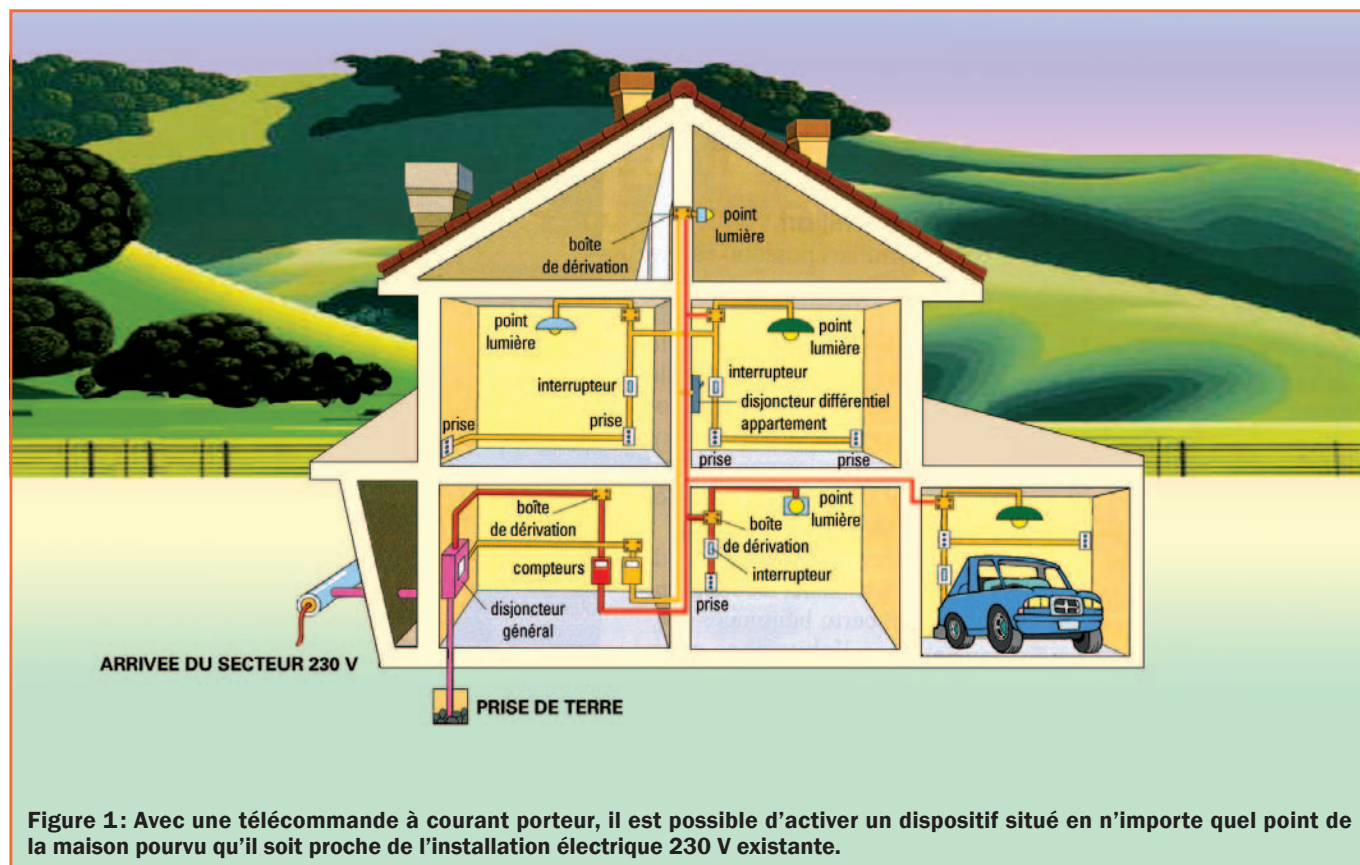 point
lumière
boîte
de dérivation
point
lumière
point
lumière
interrupteur
interrupteur
disjoncteur différentiel
appartement
prise
prise
prise
prise
boîte
de dérivation
point
lumière
boîte
de dérivation
compteurs
interrupteur
prise
disjoncteur
général
ARRIVEE DU SECTEUR 230 V
PRISE DE TERRE
Figure 1: Avec une télécommande à courant porteur, il est possible d'activer un dispositif situé en n'importe quel point de
la maison pourvu qu'il soit proche de l'installation électrique 230 V existante.